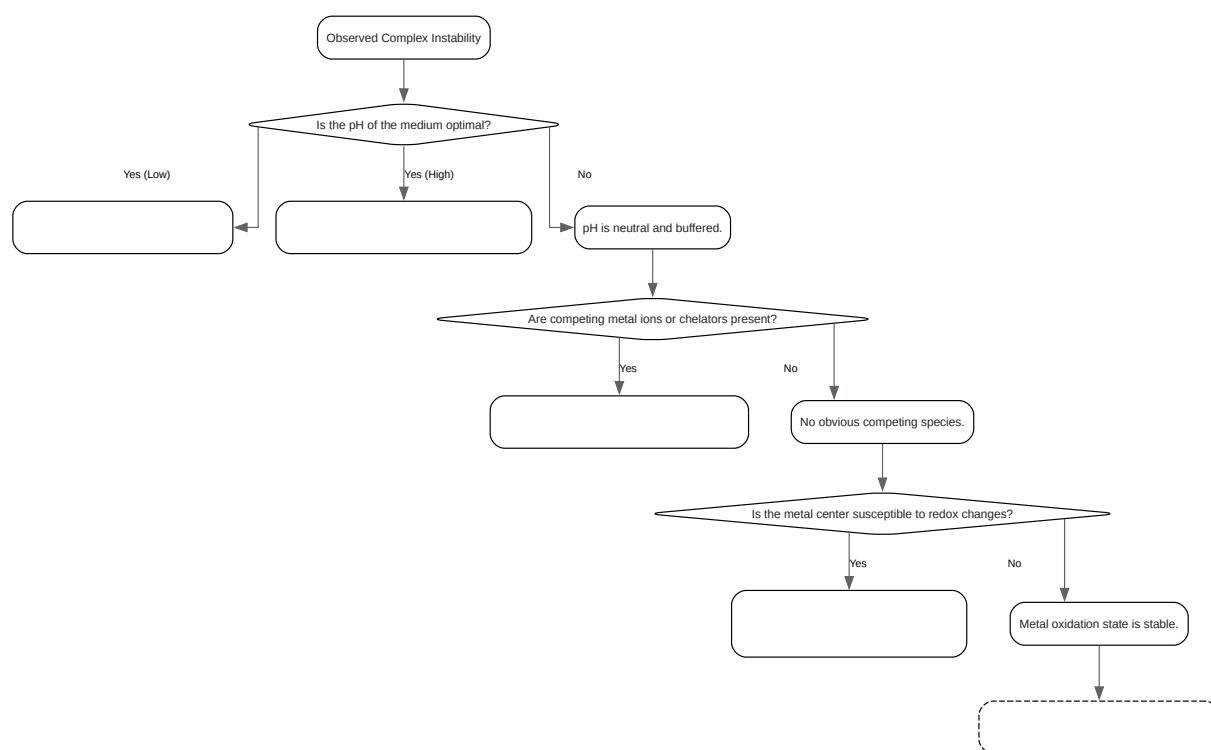 Observed Complex Instability
Is the pH of the medium optimal?
Yes (Low)
Yes (High)
No
pH is neutral and buffered.
Are competing metal ions or chelators present?
Yes
No
No obvious competing species.
Is the metal center susceptible to redox changes?
Yes
No
Metal oxidation state is stable.